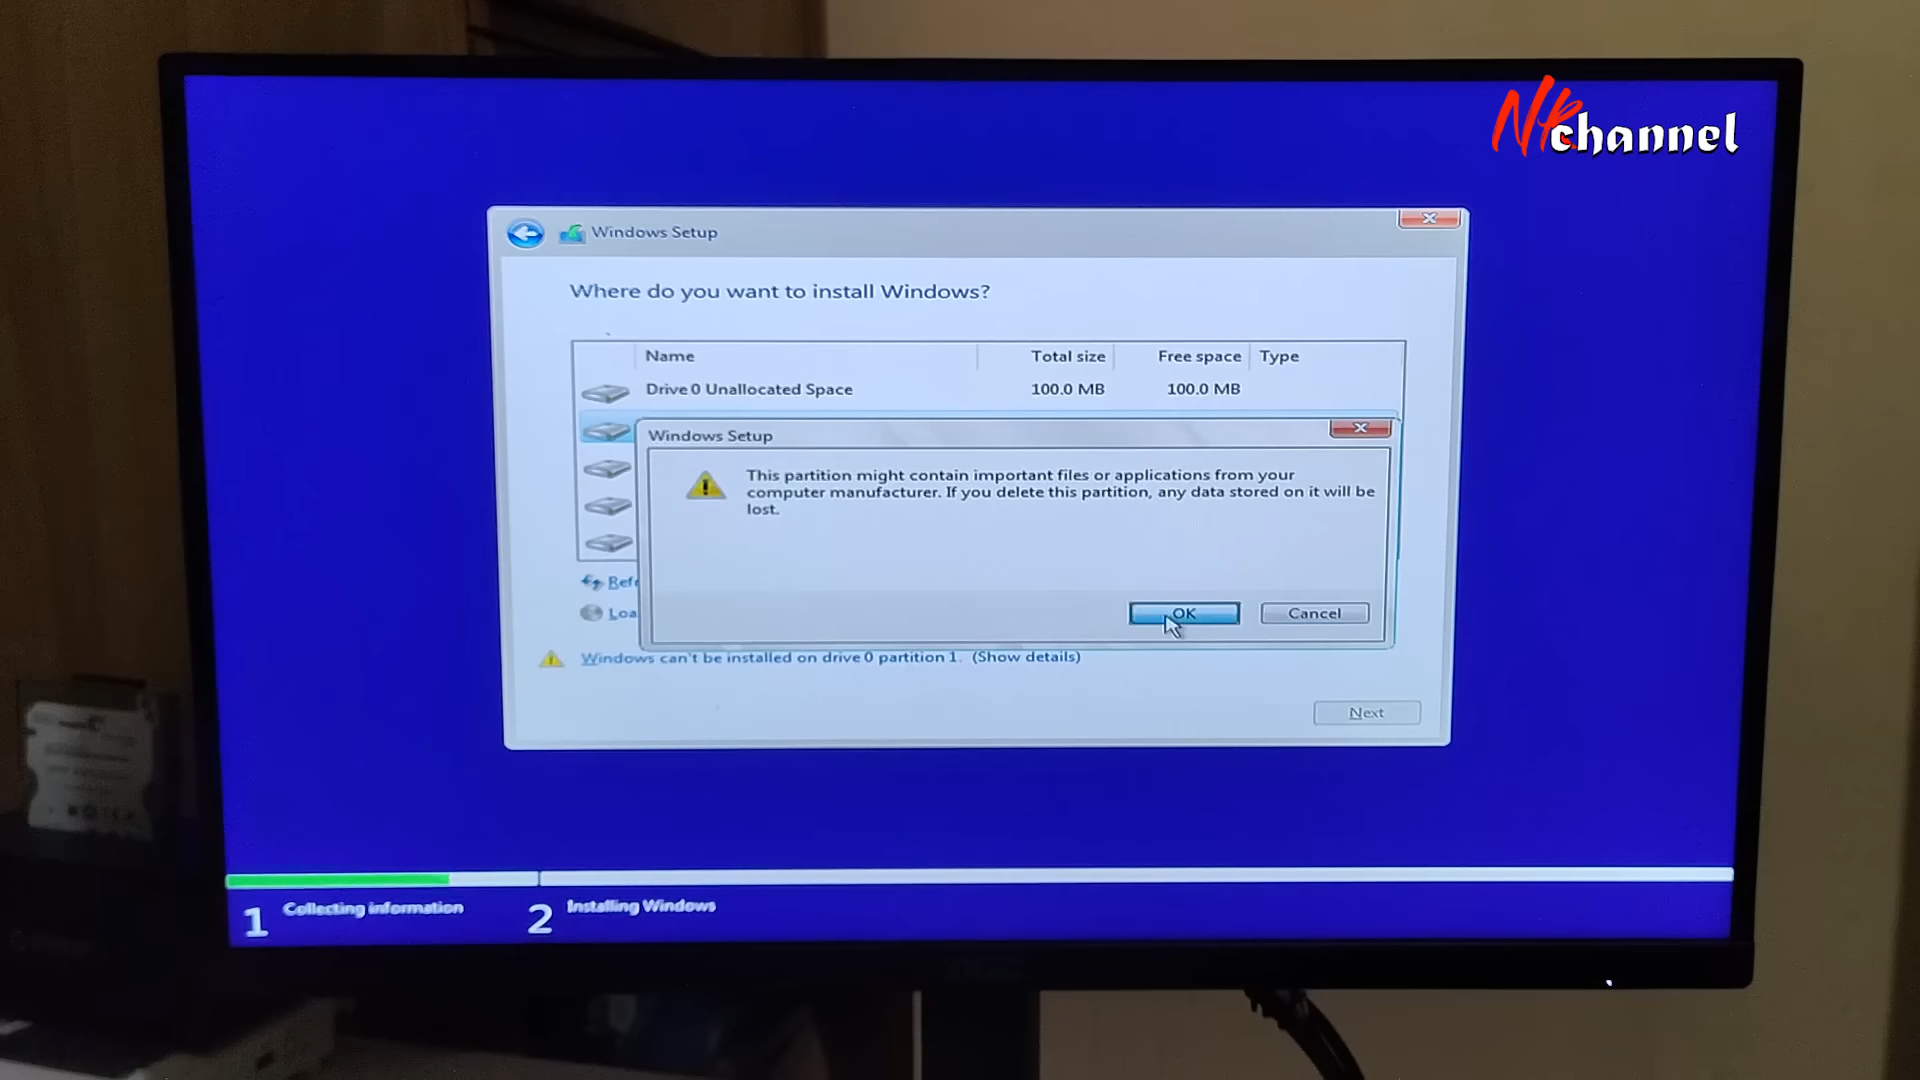 NR channel
Windows Setup
Where do you want to install Windows?
Name Total size Free space Type
Drive 0 Unallocated Space 100.0 MB 100.0 MB
Windows Setup
This partition might contain important files or applications from your
computer manufacturer. If you delete this partition, any data stored on it will be
lost.
OK Cancel
Refr
Loa
Windows can't be installed on drive 0 partition 1. (Show details)
Next
1 Collecting information 2 Installing Windows